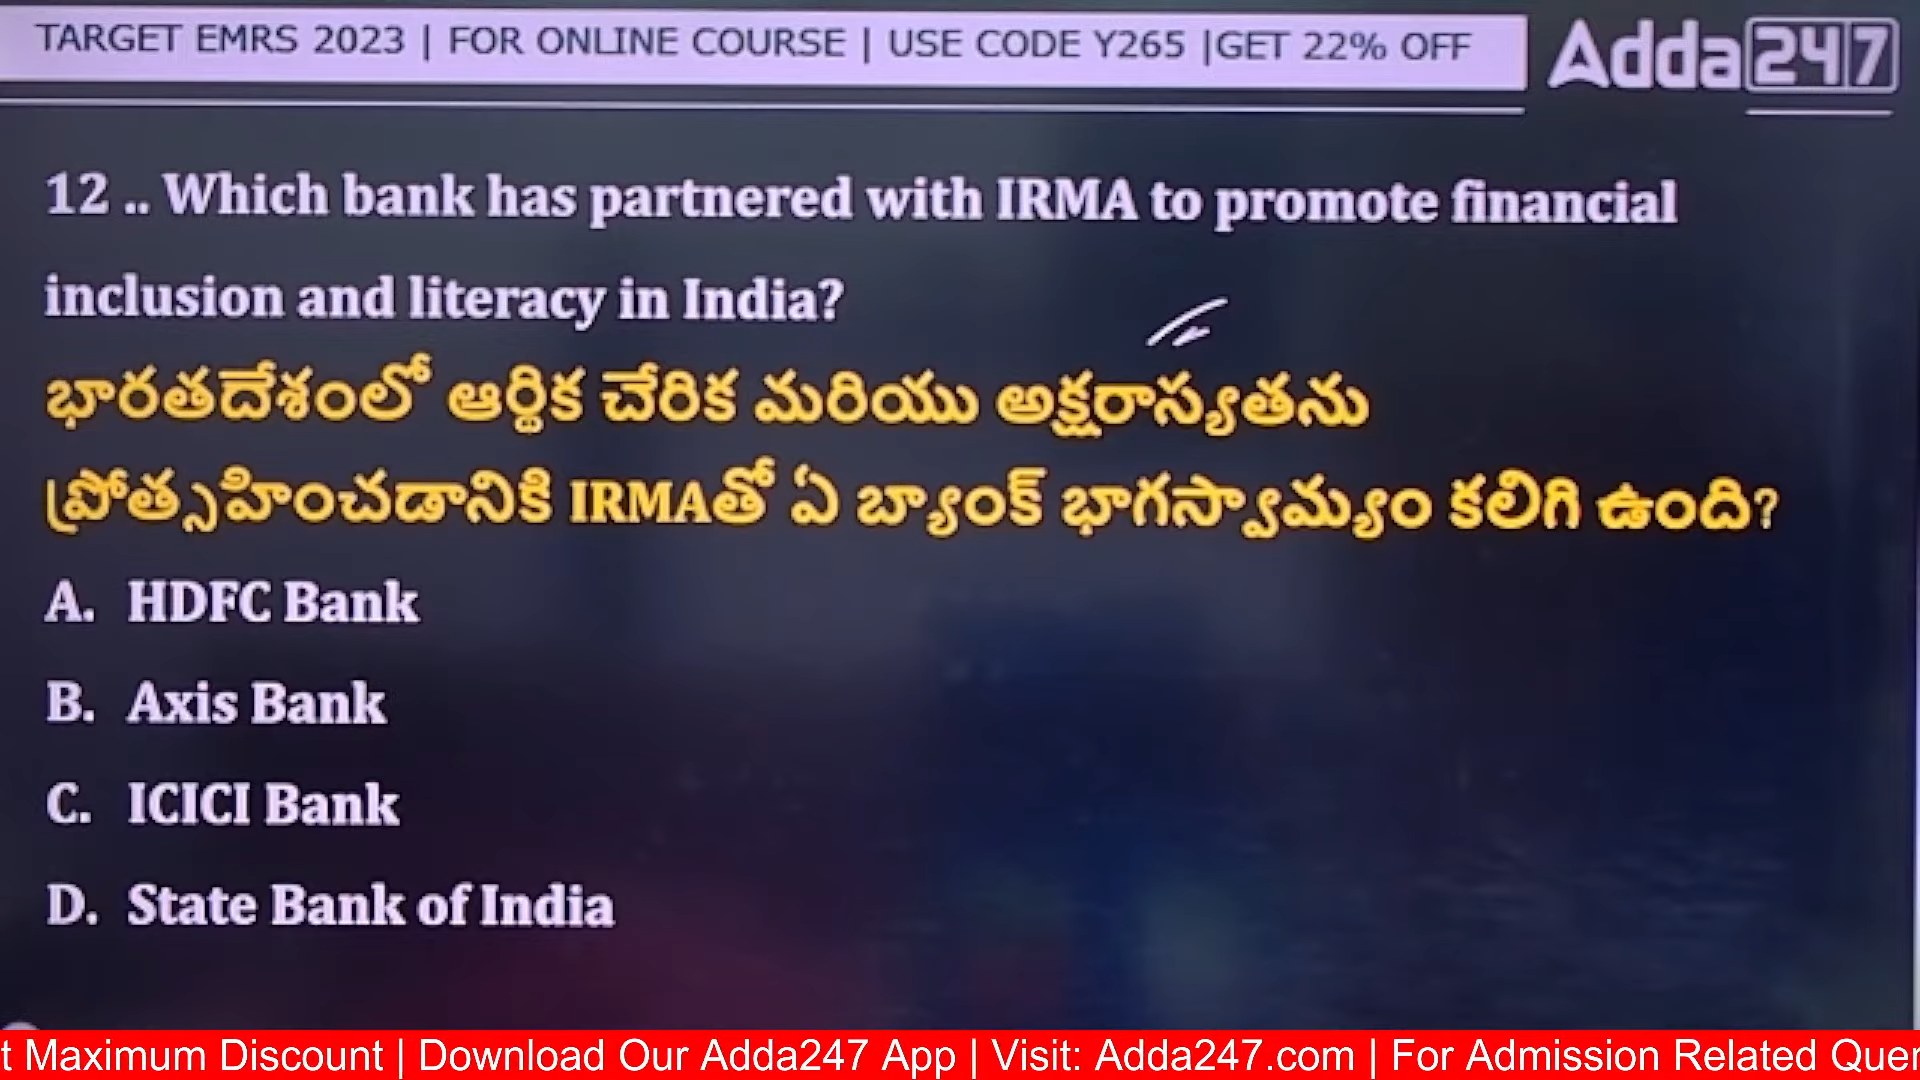 TARGET EMRS 2023 | FOR ONLINE COURSE | USE CODE Y265 |GET 22% OFF
Adda247
12 .. Which bank has partnered with IRMA to promote financial
inclusion and literacy in India?
భారతదేశంలో ఆర్థిక చేరిక మరియు అక్షరాస్యతను
ప్రోత్సహించడానికి IRMAతో ఏ బ్యాంక్ భాగస్వామ్యం కలిగి ఉంది?
A. HDFC Bank
B. Axis Bank
C. ICICI Bank
D. State Bank of India
t Maximum Discount | Download Our Adda247 App | Visit: Adda247.com | For Admission Related Quer